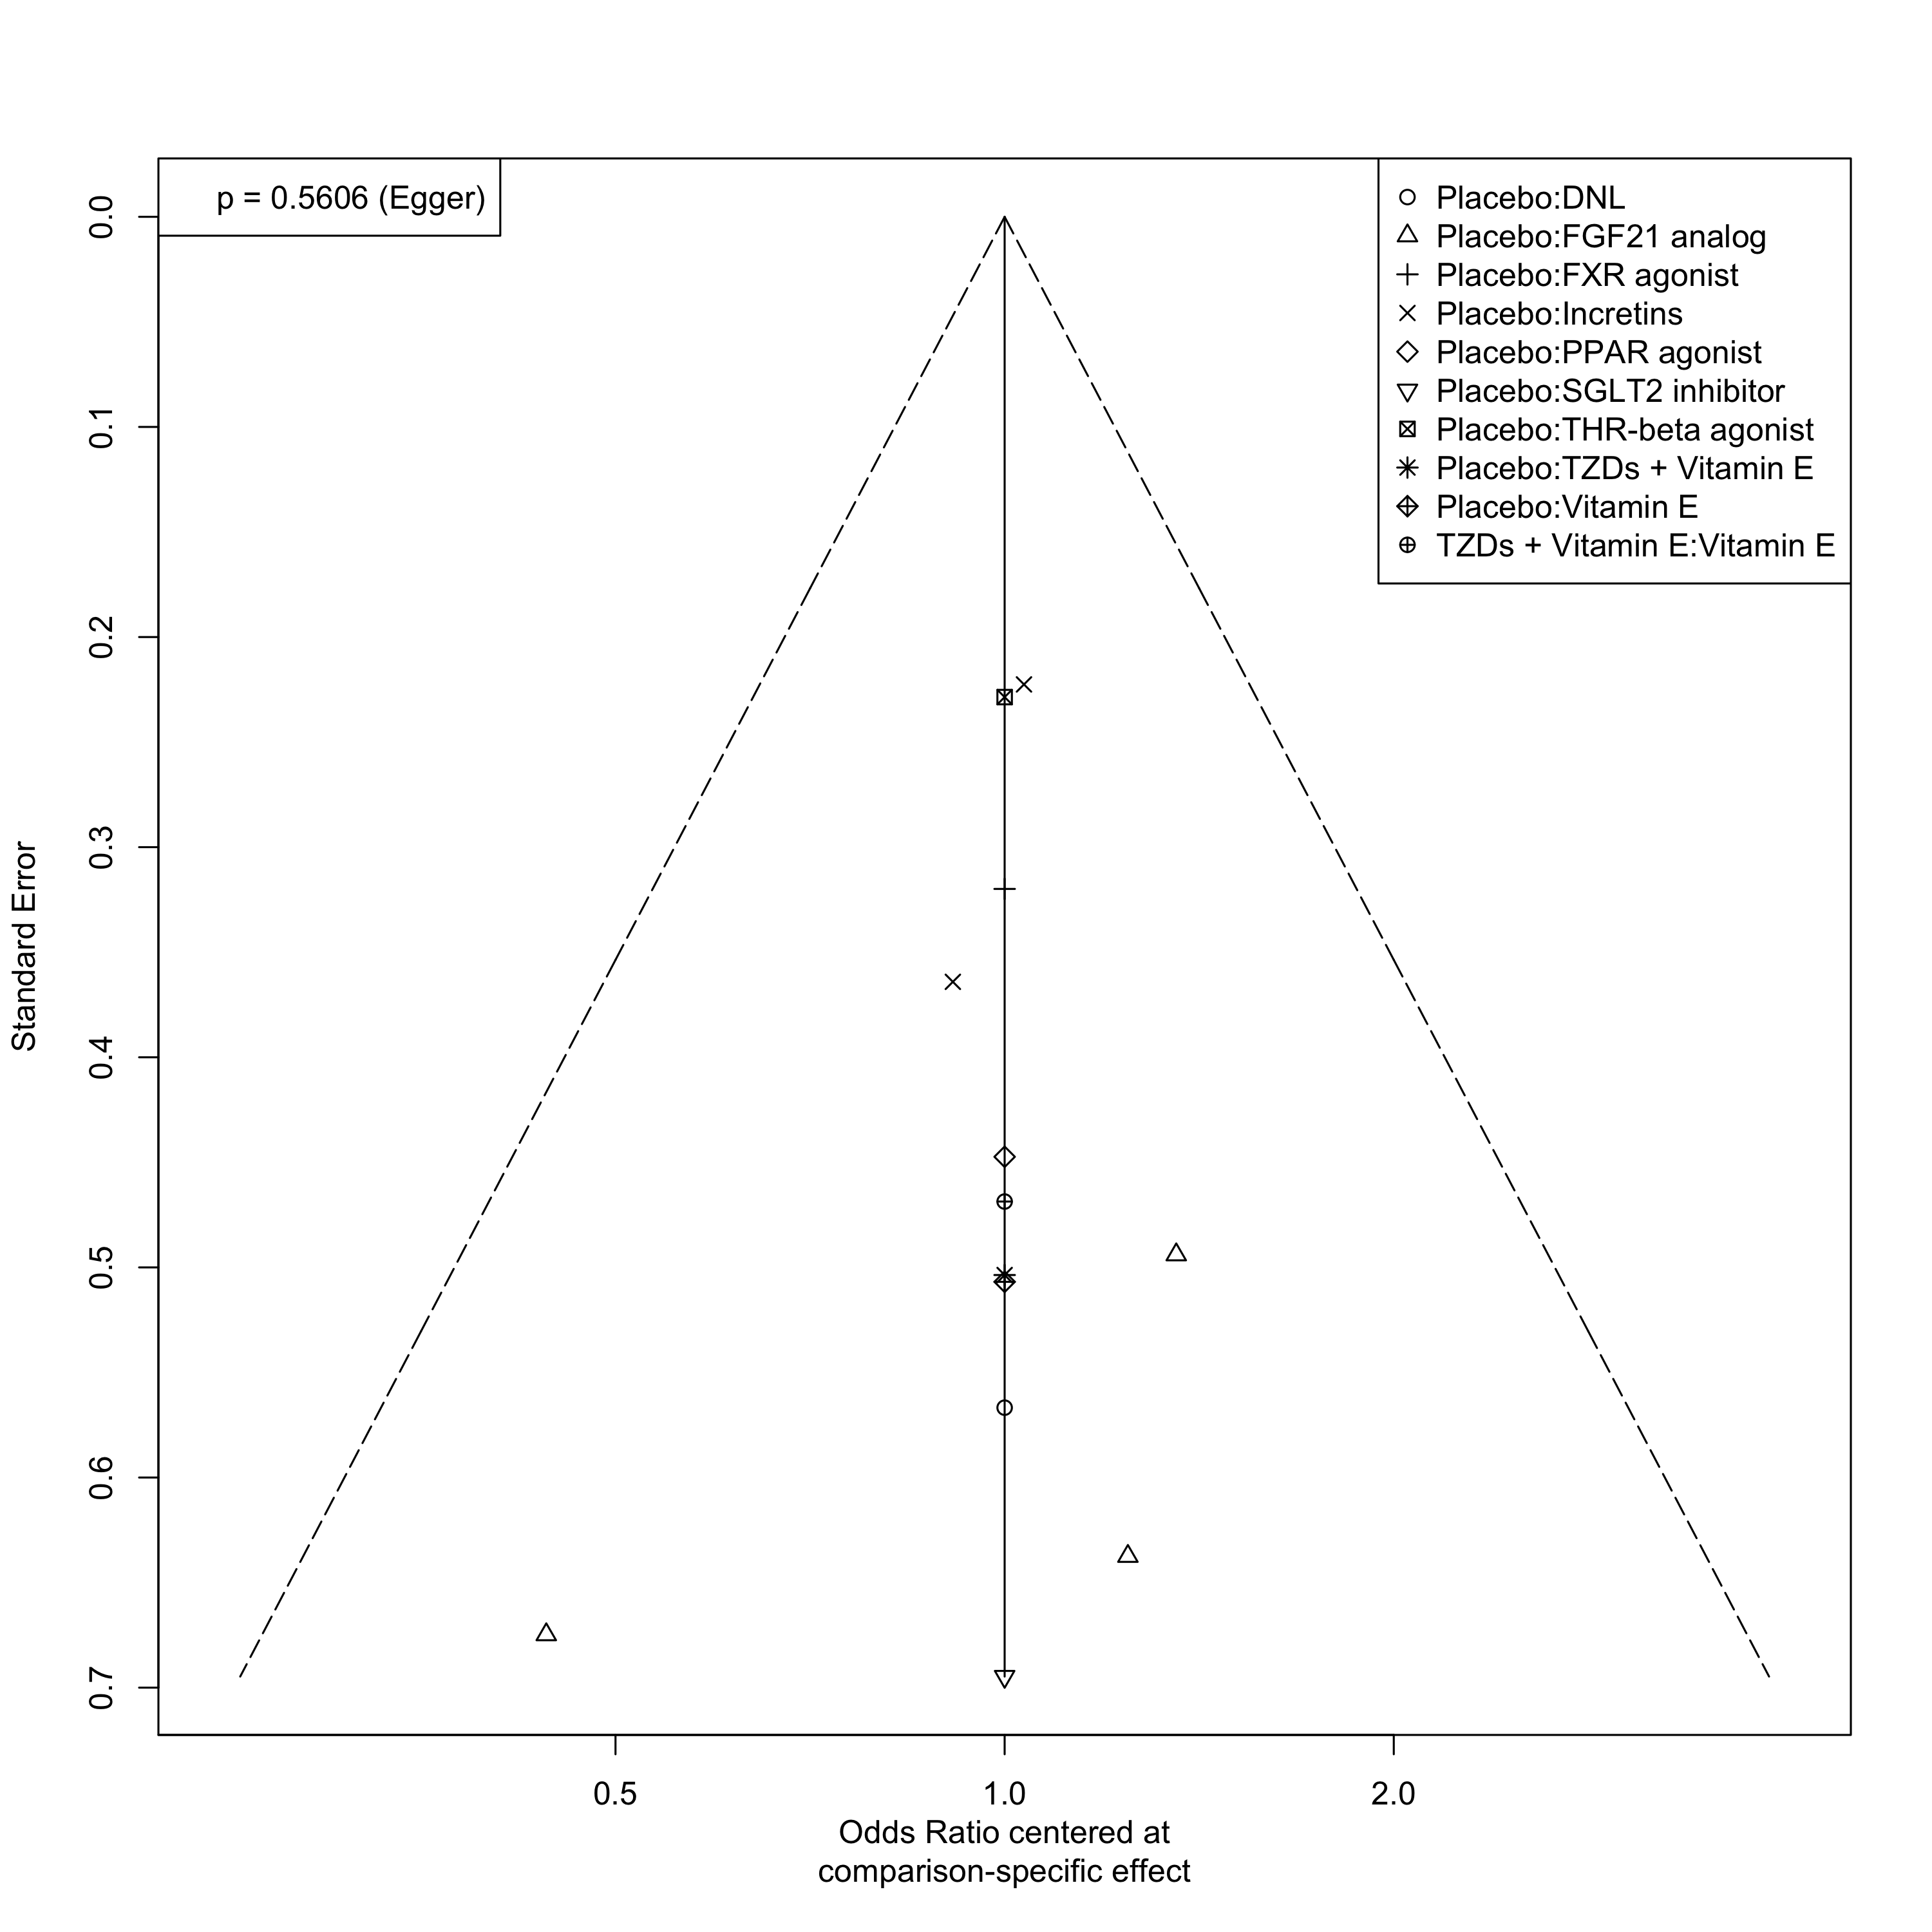 p = 0.5606 (Egger)
Placebo:DNL
Placebo:FGF21 analog
Placebo:FXR agonist
Placebo:Incretins
Placebo:PPAR agonist
Placebo:SGLT2 inhibitor
Placebo:THR-beta agonist
Placebo:TZDs + Vitamin E
Placebo:Vitamin E
TZDs + Vitamin E:Vitamin E
Standard Error
0.0
0.1
0.2
0.3
0.4
0.5
0.6
0.7
0.5
1.0
2.0
Odds Ratio centered at
comparison-specific effect